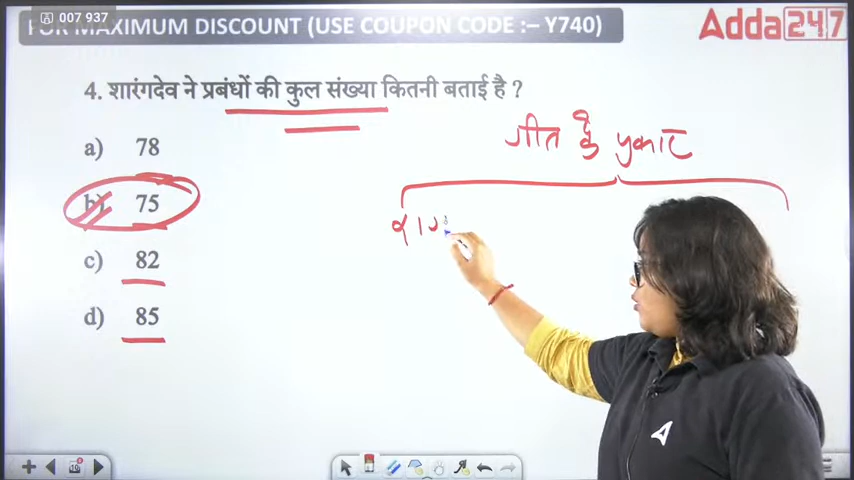 007 937
FOR MAXIMUM DISCOUNT (USE COUPON CODE :– Y740)
Adda247
4. शारंगदेव ने प्रबंधों की कुल संख्या कितनी बताई है ?
गीत के प्रकार
a) 78
b) 75
c) 82
d) 85